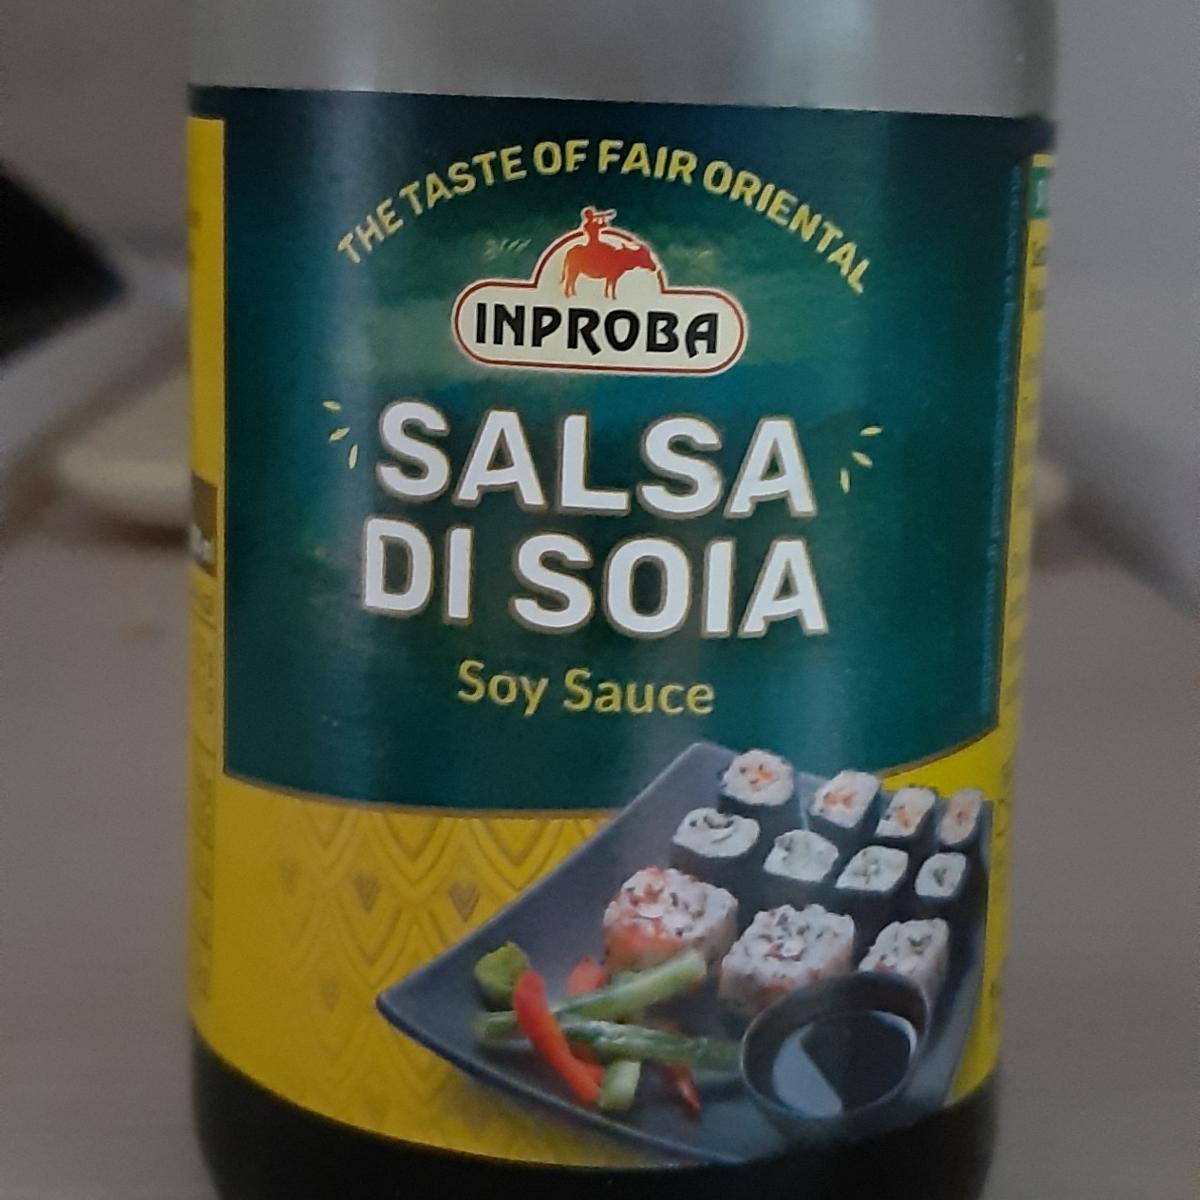 THE TASTE OF FAIR ORIENTAL
INPROBA
SALSA
DI SOIA
Soy Sauce